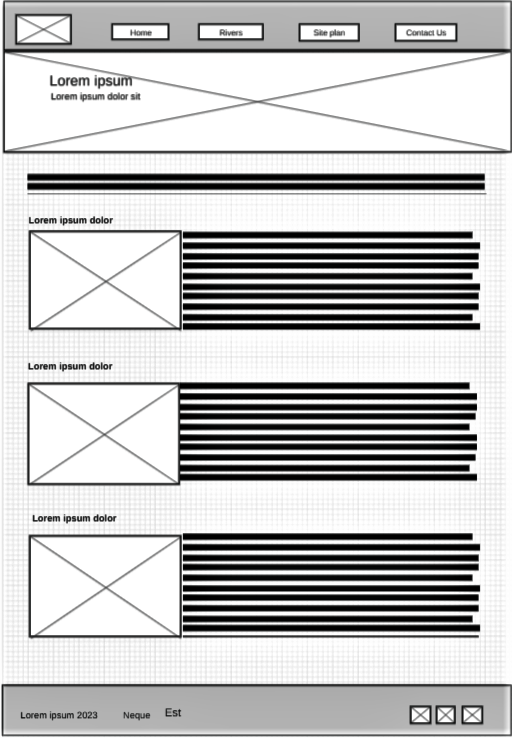 Home Rivers Site plan Contact Us
Lorem ipsum
Lorem ipsum dolor sit
Lorem ipsum dolor
Lorem ipsum dolor
Lorem ipsum dolor
Lorem ipsum 2023 Neque Est